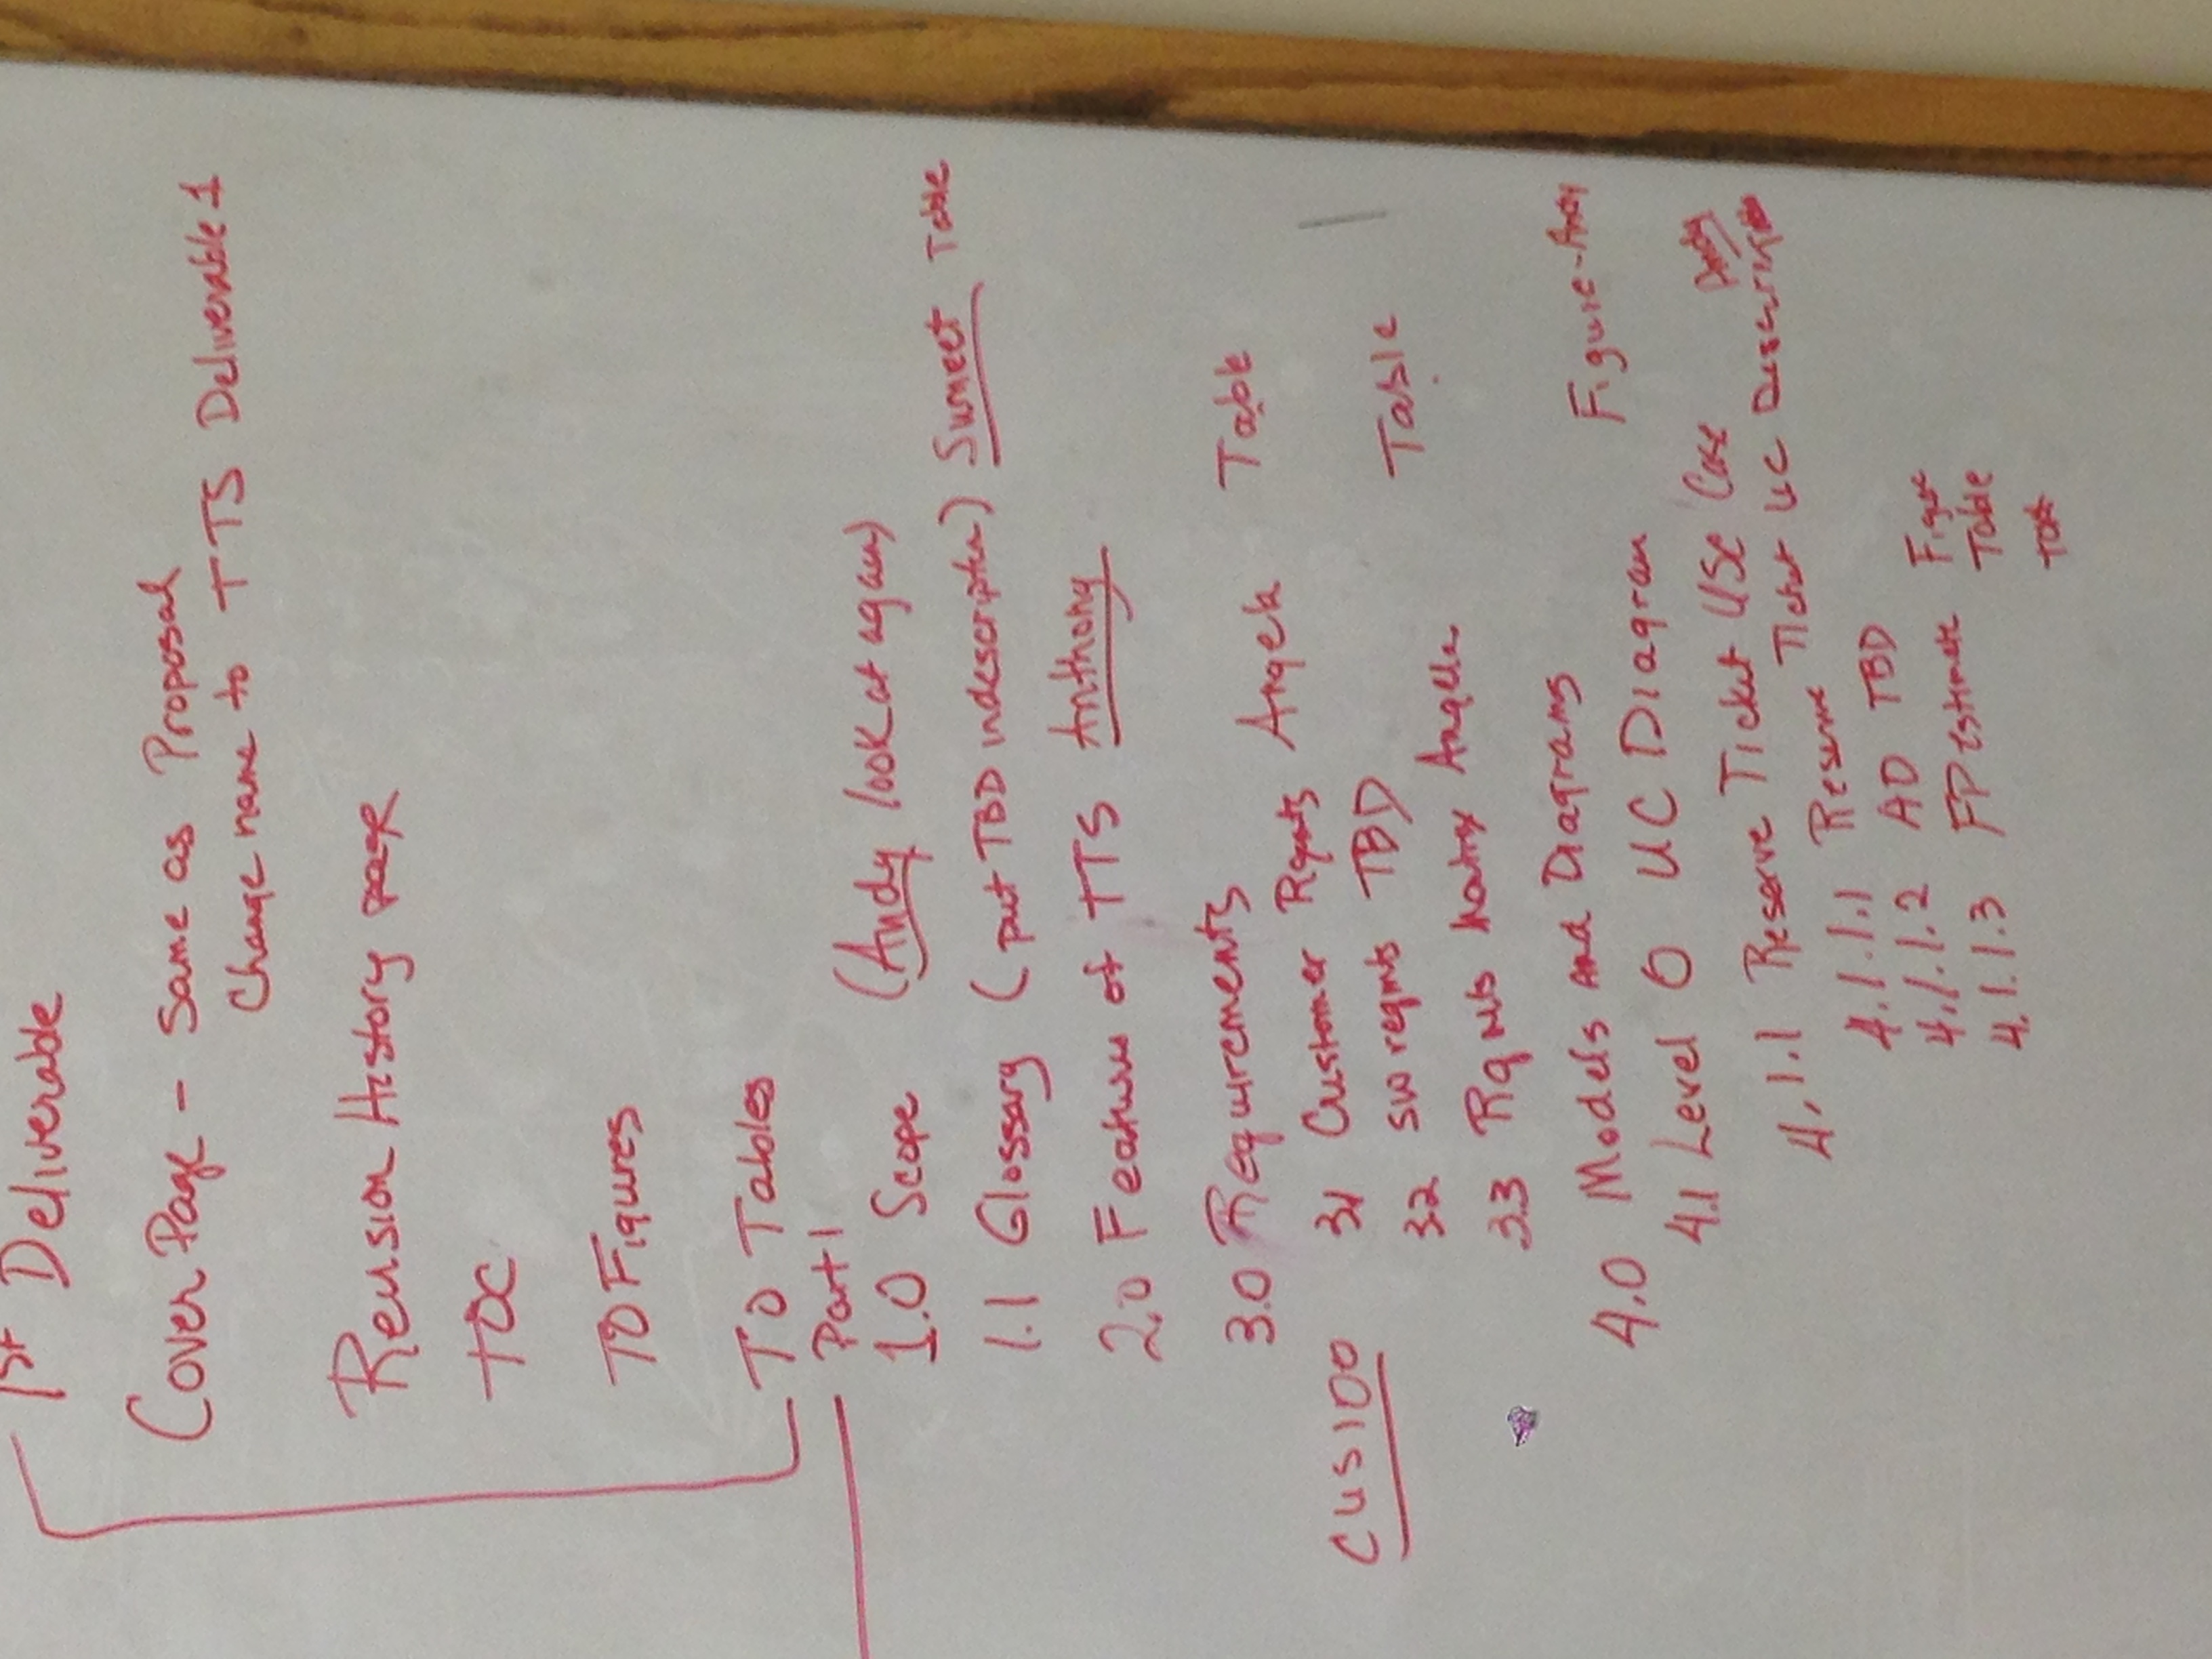 1st Deliverable
Cover Page - Same as Proposal
Change name to TTS Deliverable 1
Revision History page
TOC
TO Figures
TO Tables
Part 1
1.0 Scope (Andy look at again)
1.1 Glossary (put TBD in description) Sumeet Table
2.0 Features of TTS Anthony
3.0 Requirements
CUS100 3.1 Customer Rqmts Angela Table
3.2 SW reqmts TBD
3.3 Rqmts Matrix Angela Table
4.0 Models and Diagrams
4.1 Level 0 UC Diagram Figure - Andy
4.1.1 Reserve Ticket Use Case Andy
4.1.1.1 Reserve Ticket UC Description
4.1.1.2 AD TBD
4.1.1.3 FP estimate Figure
Table
text